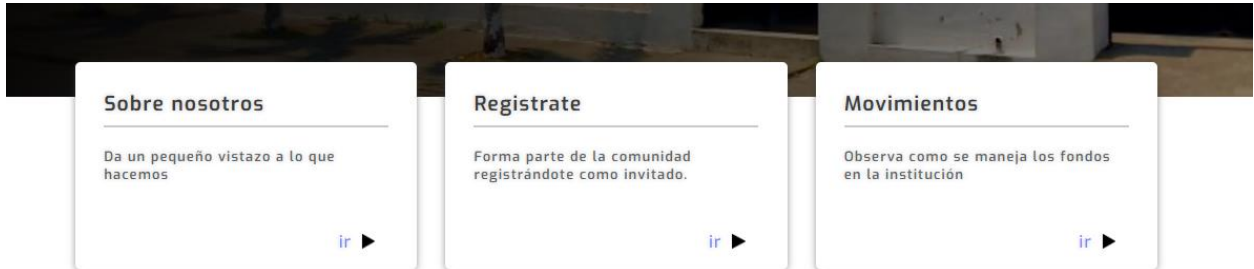 Sobre nosotros
Da un pequeño vistazo a lo que
hacemos
ir
Registrate
Forma parte de la comunidad
registrándote como invitado.
ir
Movimientos
Observa como se maneja los fondos
en la institución
ir